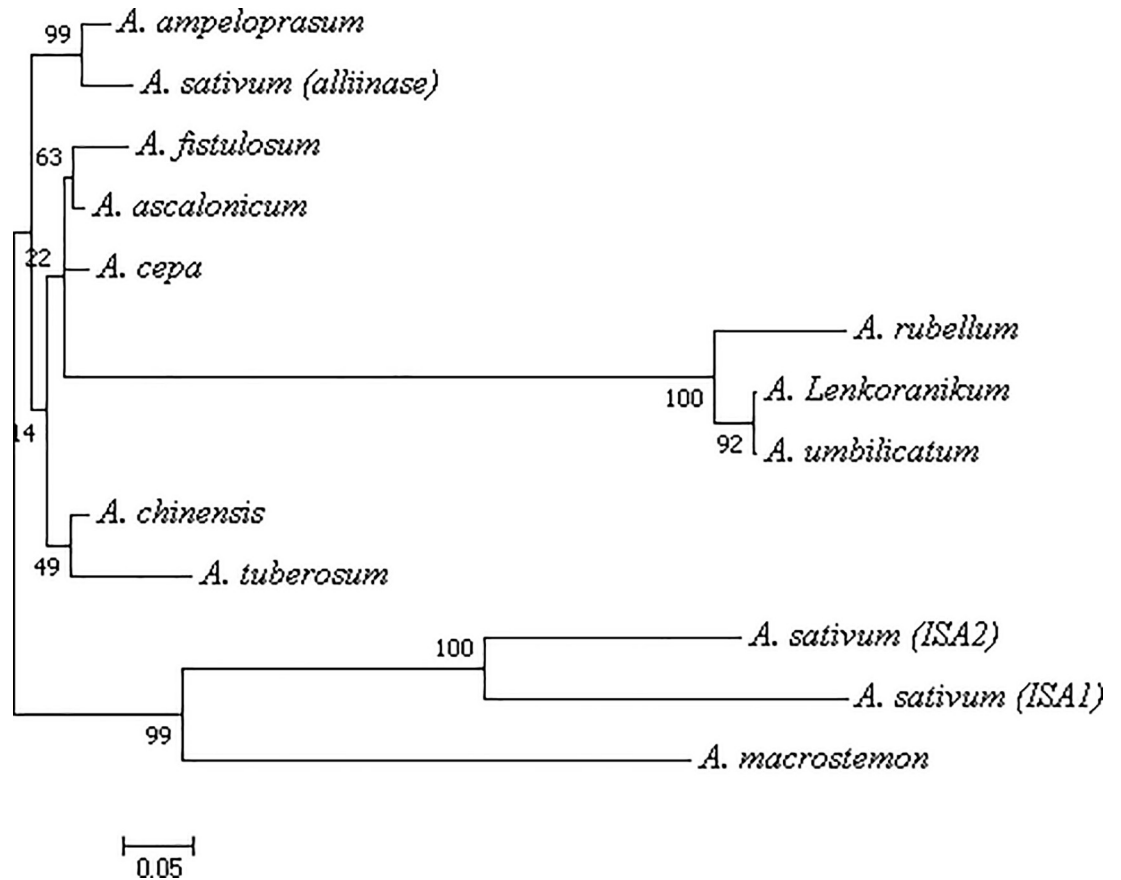 99
A. ampeloprasum
A. sativum (alliinase)
63
A. fistulosum
A. ascalonicum
22
A. cepa
A. rubellum
100
A. Lenkoranikum
92
A. umbilicatum
14
A. chinensis
49
A. tuberosum
100
A. sativum (ISA2)
A. sativum (ISA1)
99
A. macrostemon
0.05